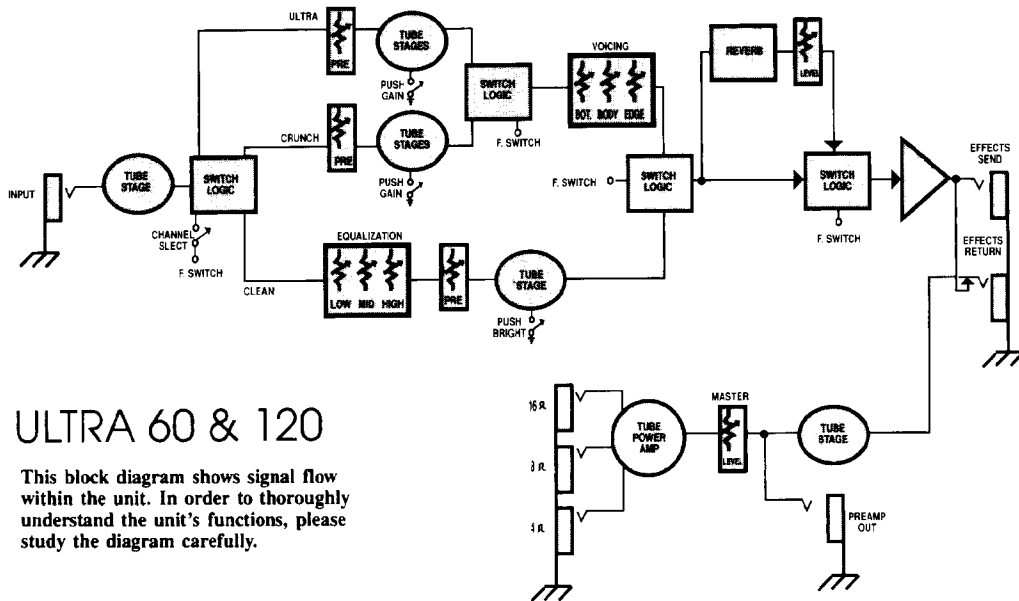 ULTRA
PRE
TUBE
STAGES
PUSH
GAIN
SWITCH
LOGIC
F. SWITCH
VOICING
BOT. BODY EDGE
REVERB
LEVEL
CRUNCH
PRE
TUBE
STAGES
PUSH
GAIN
INPUT
TUBE
STAGE
SWITCH
LOGIC
CHANNEL
SLECT
F. SWITCH
F. SWITCH
SWITCH
LOGIC
SWITCH
LOGIC
F. SWITCH
EFFECTS
SEND
EFFECTS
RETURN
CLEAN
EQUALIZATION
LOW MID HIGH
PRE
TUBE
STAGE
PUSH
BRIGHT
16 Ω
8 Ω
4 Ω
TUBE
POWER
AMP
MASTER
LEVEL
TUBE
STAGE
PREAMP
OUT
ULTRA 60 & 120
This block diagram shows signal flow
within the unit. In order to thoroughly
understand the unit's functions, please
study the diagram carefully.